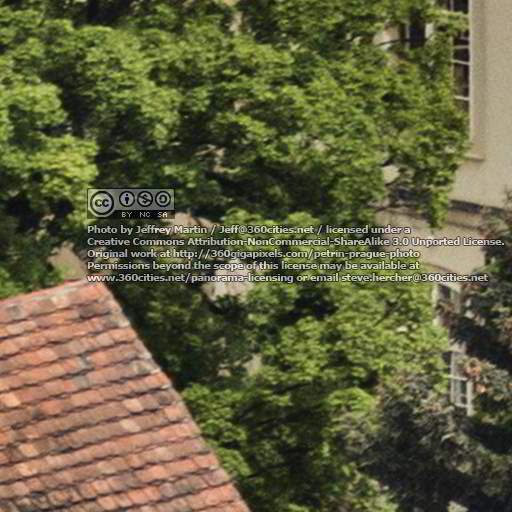 cc
BY NC SA
Photo by Jeffrey Martin / Jeff@360cities.net / licensed under a
Creative Commons Attribution-NonCommercial-ShareAlike 3.0 Unported License.
Original work at http://360gigapixels.com/petrin-prague-photo
Permissions beyond the scope of this license may be available at
www.360cities.net/panorama-licensing or email steve.hercher@360cities.net